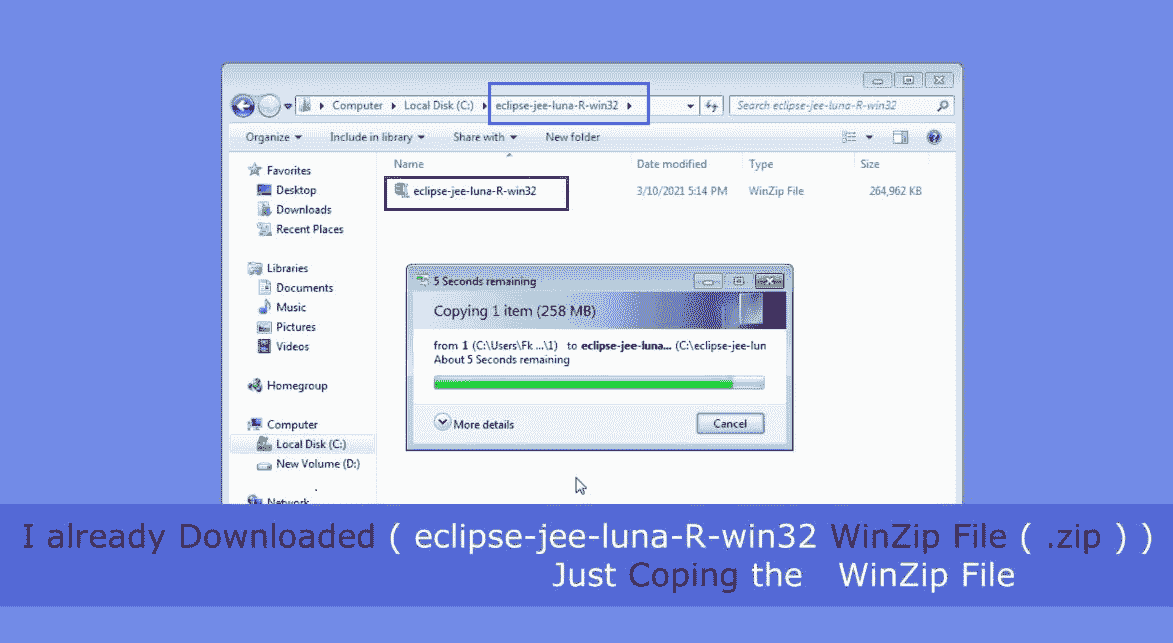 Computer Local Disk (C:) eclipse-jee-luna-R-win32 Search eclipse-jee-luna-R-win32
Organize Include in library Share with New folder
Name Date modified Type Size
eclipse-jee-luna-R-win32 3/10/2021 5:14 PM WinZip File 264,962 KB
Favorites
Desktop
Downloads
Recent Places
Libraries
Documents
Music
Pictures
Videos
Homegroup
Computer
Local Disk (C:)
New Volume (D:)
Network
5 Seconds remaining
Copying 1 item (258 MB)
from 1 (C:\Users\Fk ...\1) to eclipse-jee-luna... (C:\eclipse-jee-lun
About 5 Seconds remaining
More details Cancel
I already Downloaded ( eclipse-jee-luna-R-win32 WinZip File ( .zip ) )
Just Coping the WinZip File